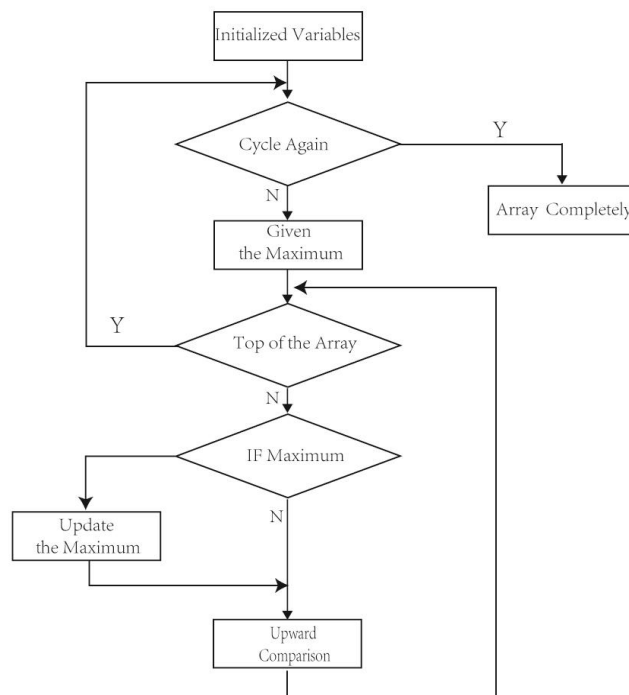 Initialized Variables
Cycle Again
Y
N
Array Completely
Given
the Maximum
Y
Top of the Array
N
IF Maximum
N
Update
the Maximum
Upward
Comparison